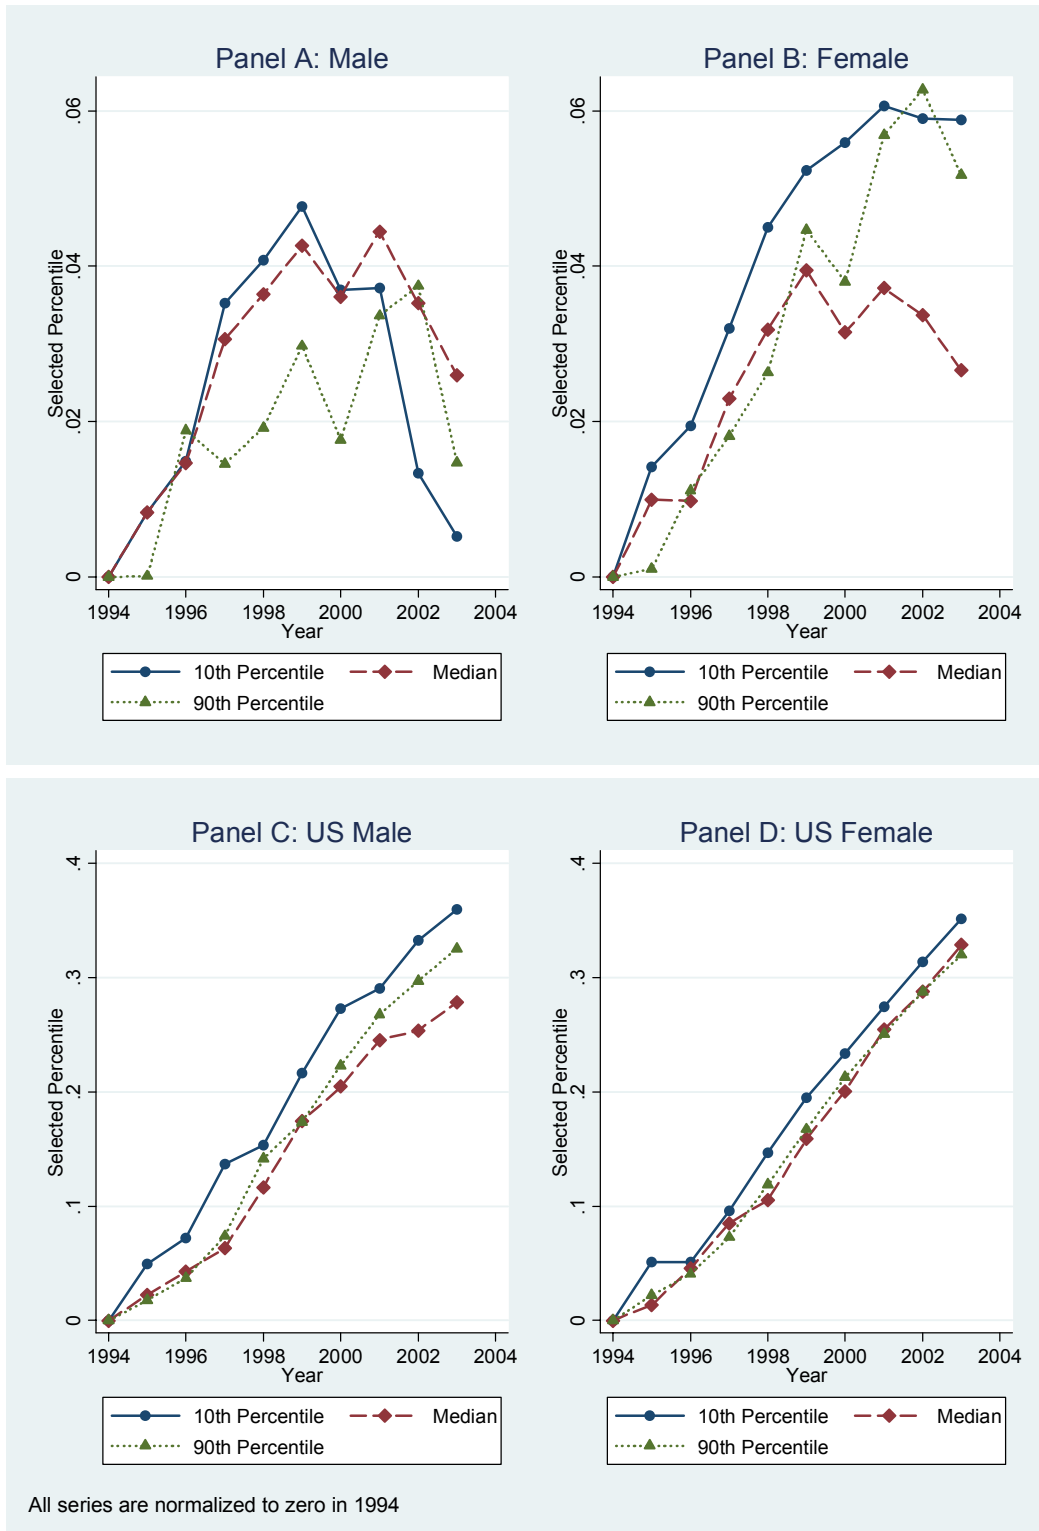 Panel A: Male
Selected Percentile
.06
.04
.02
0
1994 1996 1998 2000 2002 2004
Year
10th Percentile Median
90th Percentile
Panel B: Female
Selected Percentile
.06
.04
.02
0
1994 1996 1998 2000 2002 2004
Year
10th Percentile Median
90th Percentile
Panel C: US Male
Selected Percentile
.4
.3
.2
.1
0
1994 1996 1998 2000 2002 2004
Year
10th Percentile Median
90th Percentile
Panel D: US Female
Selected Percentile
.4
.3
.2
.1
0
1994 1996 1998 2000 2002 2004
Year
10th Percentile Median
90th Percentile
All series are normalized to zero in 1994